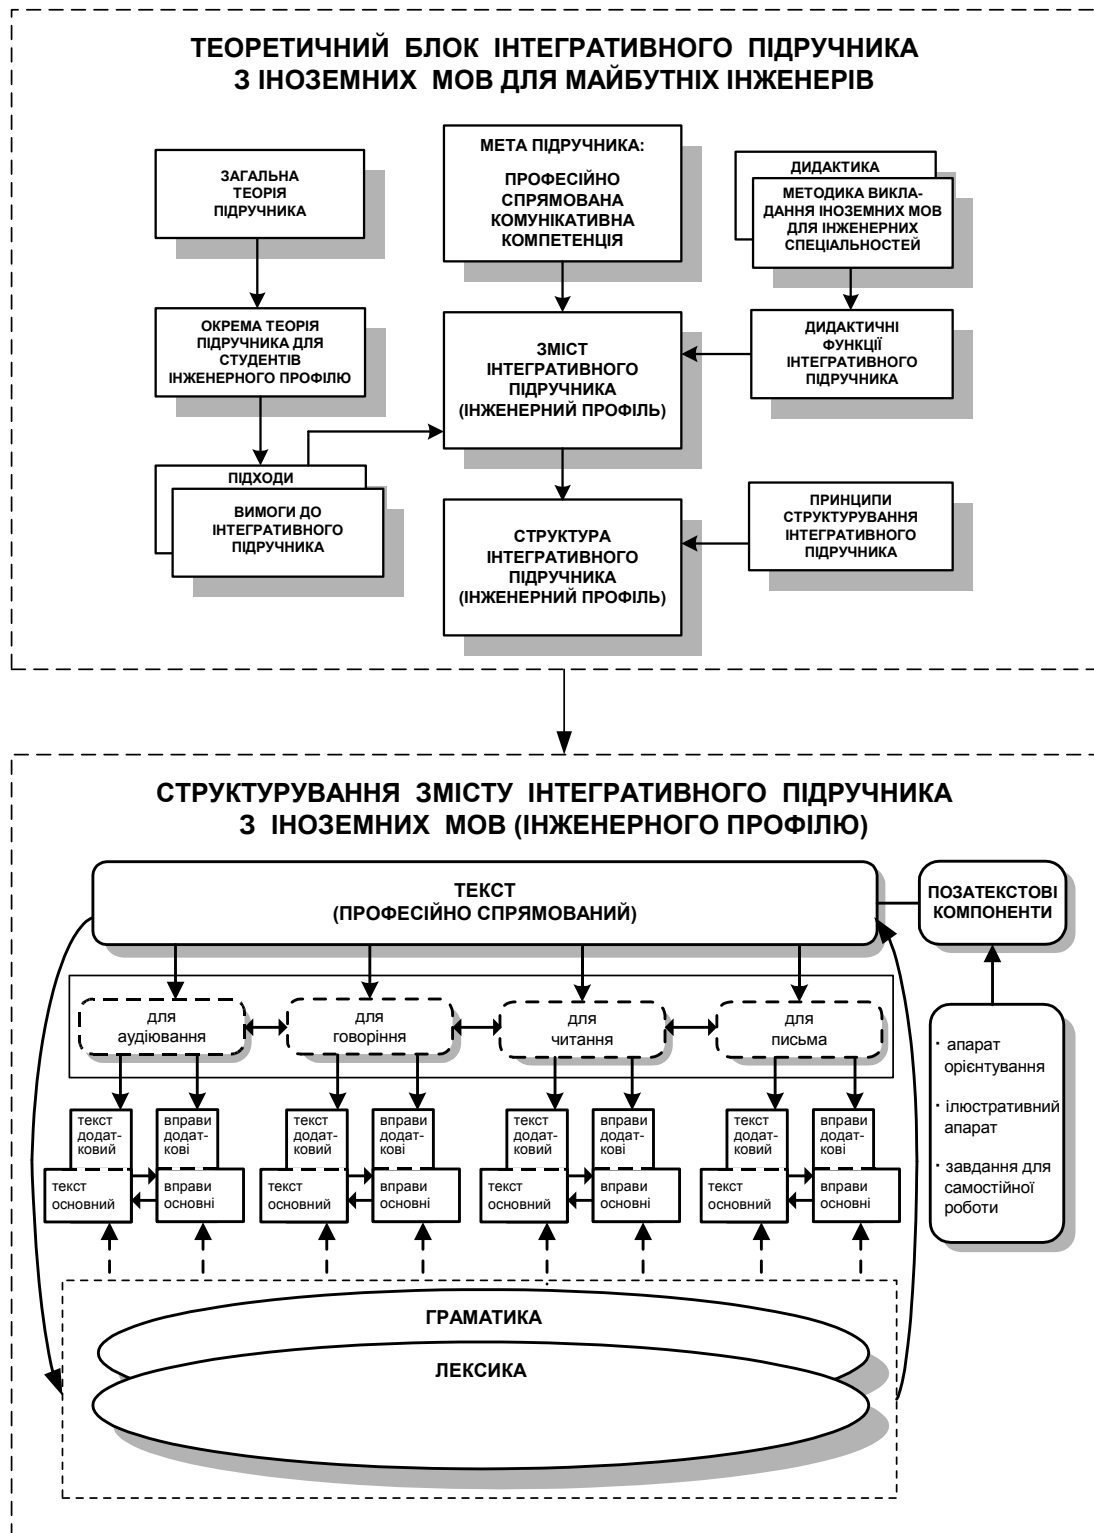 ТЕОРЕТИЧНИЙ БЛОК ІНТЕГРАТИВНОГО ПІДРУЧНИКА
З ІНОЗЕМНИХ МОВ ДЛЯ МАЙБУТНІХ ІНЖЕНЕРІВ
ЗАГАЛЬНА
ТЕОРІЯ
ПІДРУЧНИКА
МЕТА ПІДРУЧНИКА:
ПРОФЕСІЙНО
СПРЯМОВАНА
КОМУНІКАТИВНА
КОМПЕТЕНЦІЯ
ДИДАКТИКА
МЕТОДИКА ВИКЛА-
ДАННЯ ІНОЗЕМНИХ МОВ
ДЛЯ ІНЖЕНЕРНИХ
СПЕЦІАЛЬНОСТЕЙ
ОКРЕМА ТЕОРІЯ
ПІДРУЧНИКА ДЛЯ
СТУДЕНТІВ
ІНЖЕНЕРНОГО ПРОФІЛЮ
ЗМІСТ
ІНТЕГРАТИВНОГО
ПІДРУЧНИКА
(ІНЖЕНЕРНИЙ ПРОФІЛЬ)
ДИДАКТИЧНІ
ФУНКЦІЇ
ІНТЕГРАТИВНОГО
ПІДРУЧНИКА
ПІДХОДИ
ВИМОГИ ДО
ІНТЕГРАТИВНОГО
ПІДРУЧНИКА
СТРУКТУРА
ІНТЕГРАТИВНОГО
ПІДРУЧНИКА
(ІНЖЕНЕРНИЙ ПРОФІЛЬ)
ПРИНЦИПИ
СТРУКТУРУВАННЯ
ІНТЕГРАТИВНОГО
ПІДРУЧНИКА
СТРУКТУРУВАННЯ ЗМІСТУ ІНТЕГРАТИВНОГО ПІДРУЧНИКА
З ІНОЗЕМНИХ МОВ (ІНЖЕНЕРНОГО ПРОФІЛЮ)
ТЕКСТ
(ПРОФЕСІЙНО СПРЯМОВАНИЙ)
ПОЗАТЕКСТОВІ
КОМПОНЕНТИ
для
аудіювання
для
говоріння
для
читання
для
письма
· апарат
орієнтування
· ілюстративний
апарат
· завдання для
самостійної
роботи
текст
додат-
ковий
вправи
додат-
кові
текст
додат-
ковий
вправи
додат-
кові
текст
додат-
ковий
вправи
додат-
кові
текст
додат-
ковий
вправи
додат-
кові
текст
основний
вправи
основні
текст
основний
вправи
основні
текст
основний
вправи
основні
текст
основний
вправи
основні
ГРАМАТИКА
ЛЕКСИКА